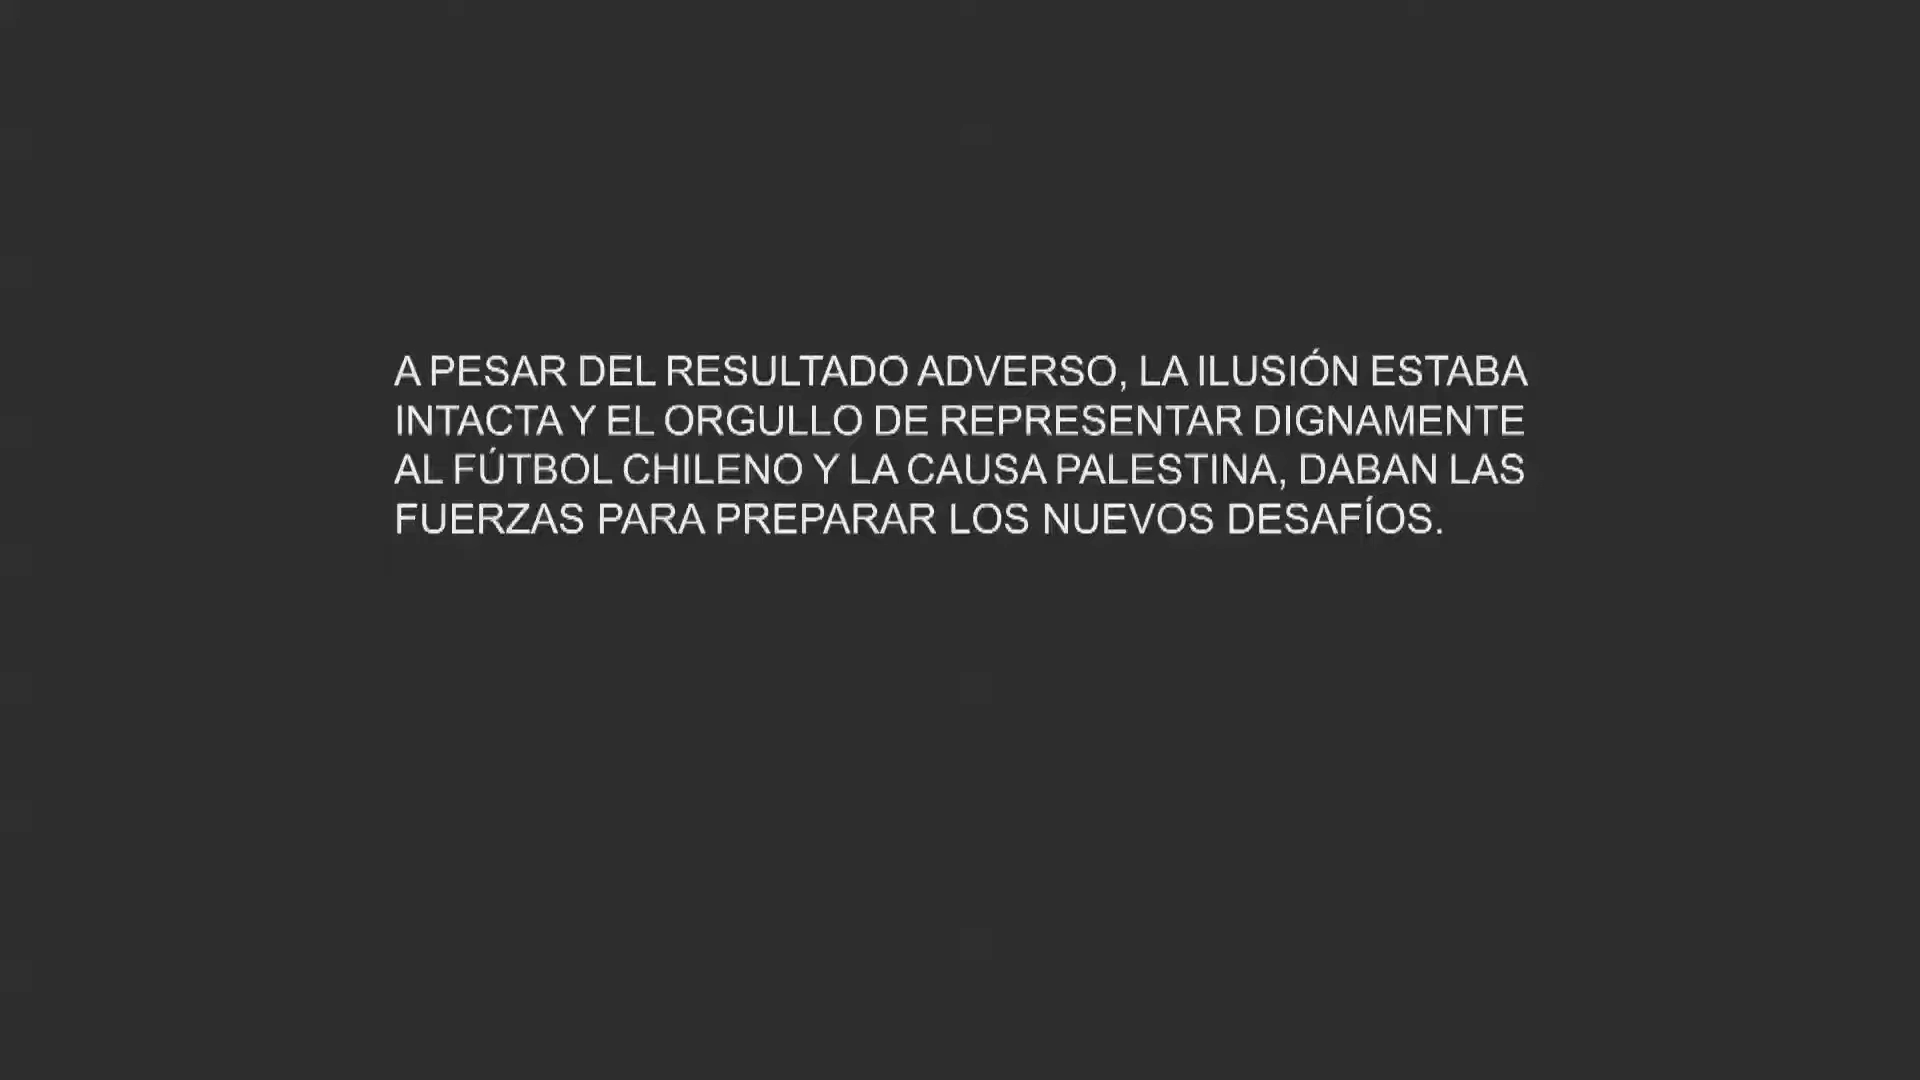 A PESAR DEL RESULTADO ADVERSO, LA ILUSIÓN ESTABA
INTACTA Y EL ORGULLO DE REPRESENTAR DIGNAMENTE
AL FÚTBOL CHILENO Y LA CAUSA PALESTINA, DABAN LAS
FUERZAS PARA PREPARAR LOS NUEVOS DESAFÍOS.